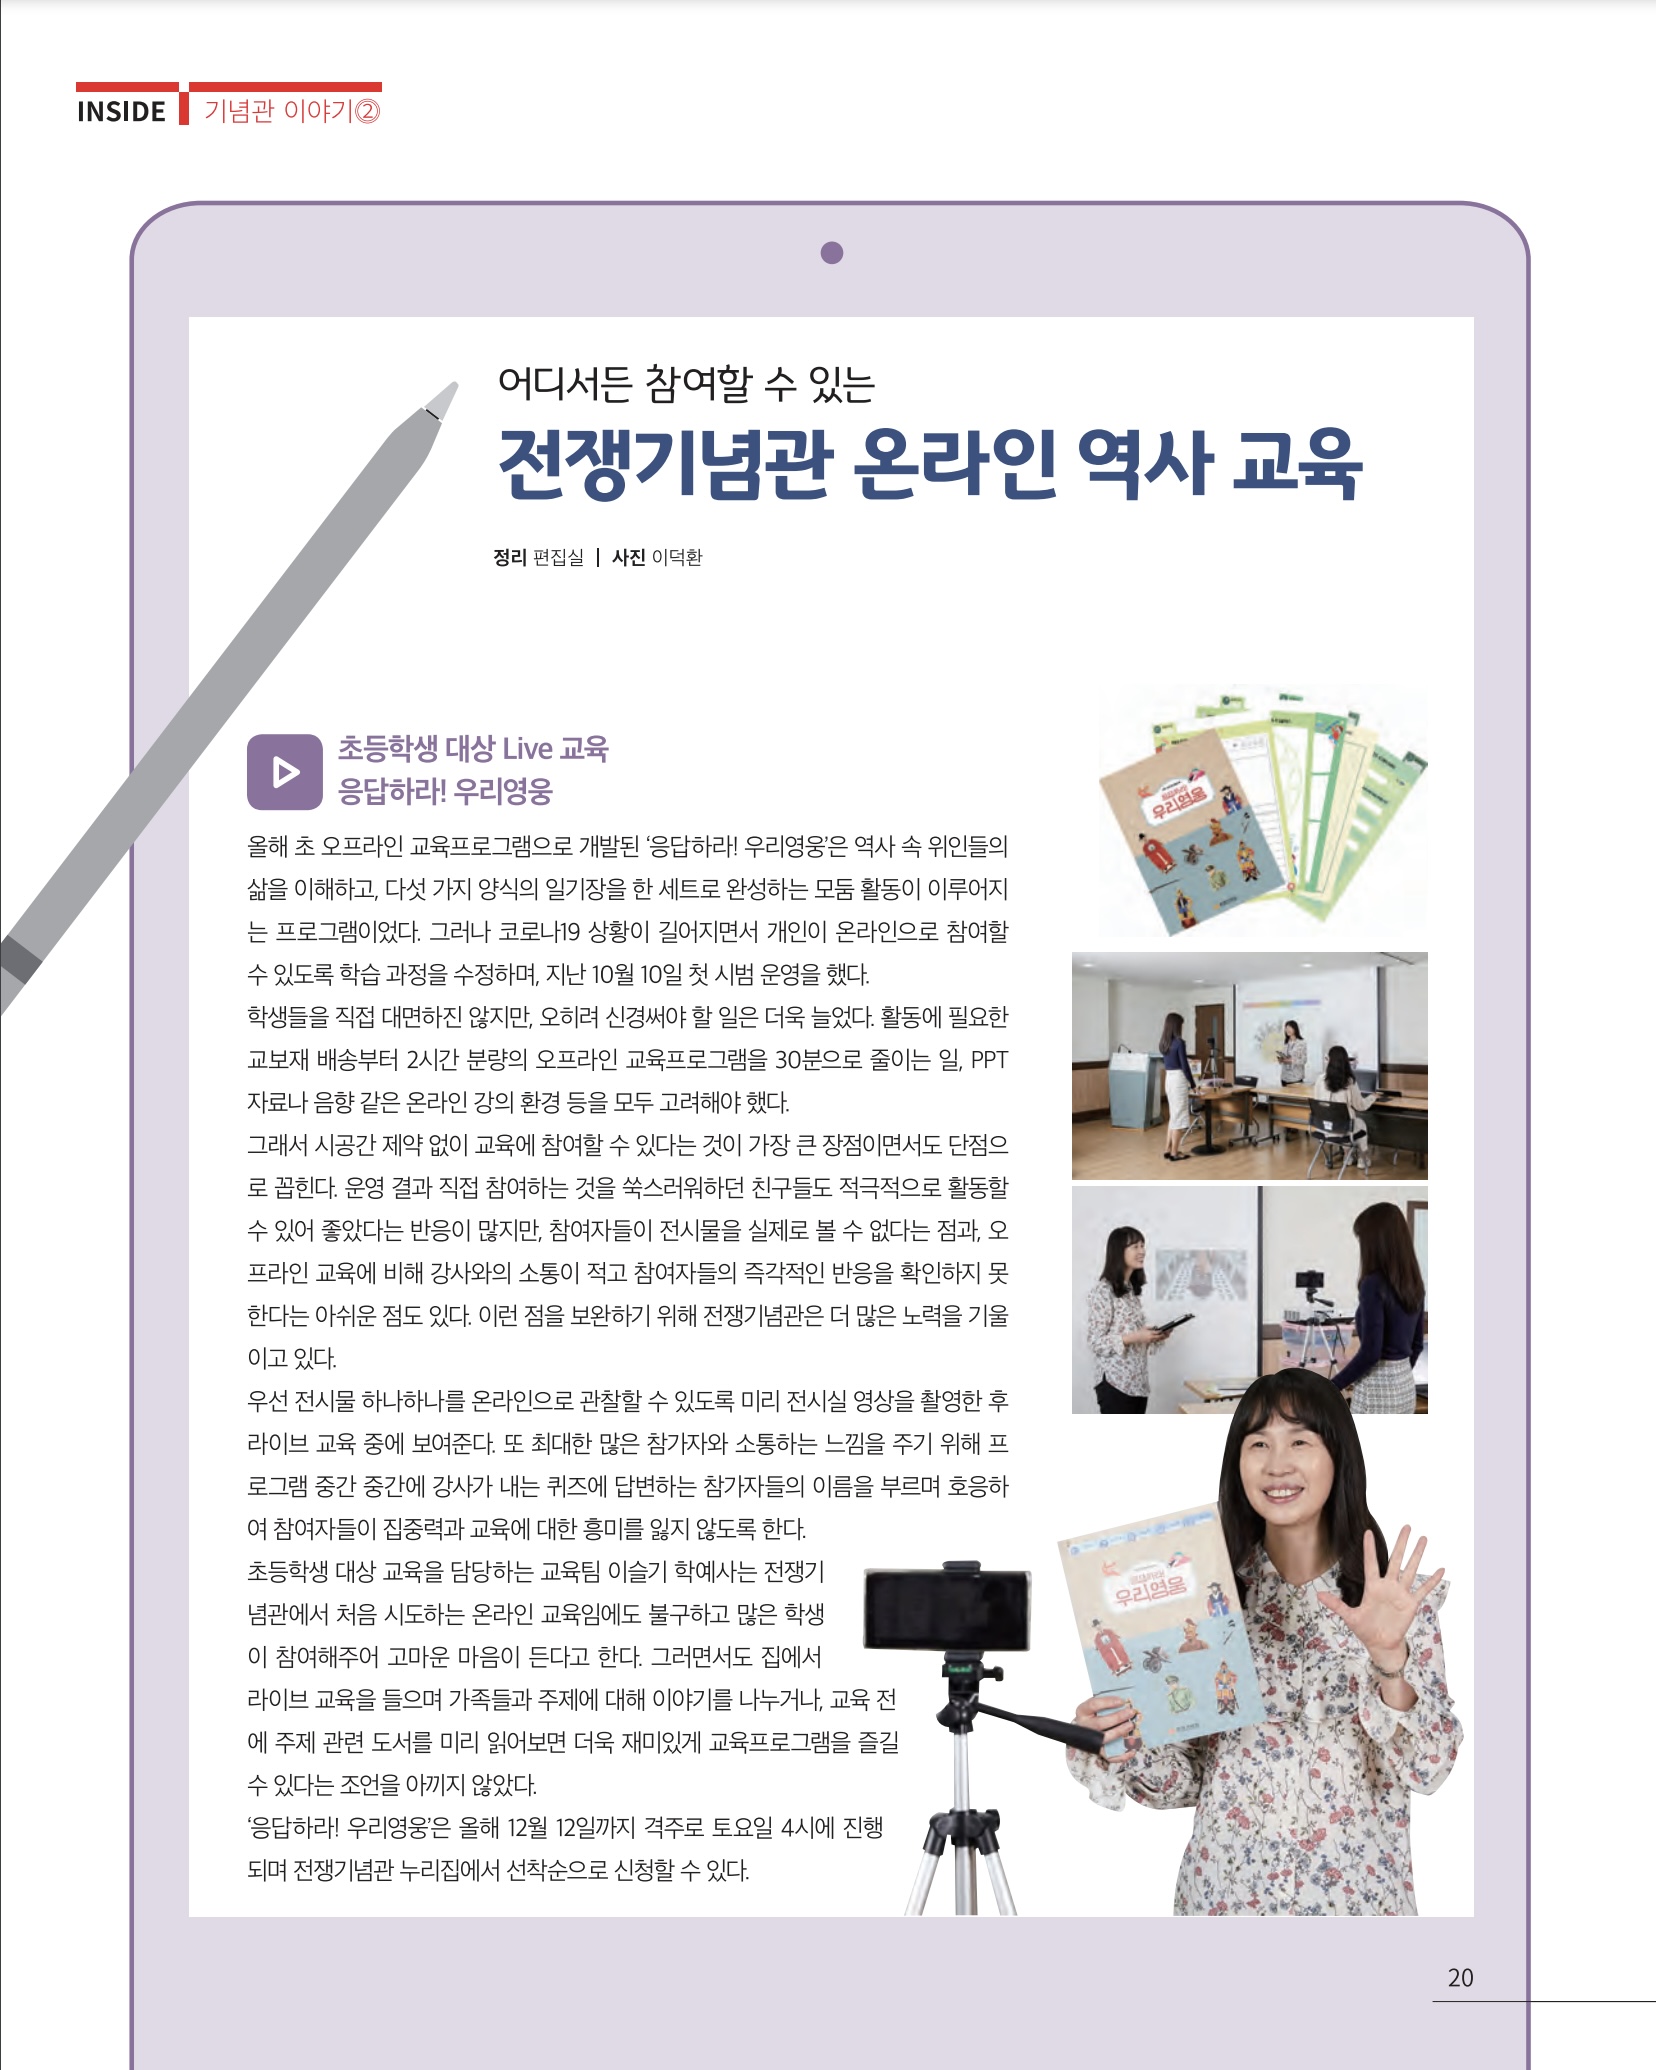 INSIDE 기념관 이야기②
어디서든 참여할 수 있는
전쟁기념관 온라인 역사 교육
정리 편집실 | 사진 이덕환
초등학생 대상 Live 교육
응답하라! 우리영웅
올해 초 오프라인 교육프로그램으로 개발된 ‘응답하라! 우리영웅’은 역사 속 위인들의
삶을 이해하고, 다섯 가지 양식의 일기장을 한 세트로 완성하는 모둠 활동이 이루어지
는 프로그램이었다. 그러나 코로나19 상황이 길어지면서 개인이 온라인으로 참여할
수 있도록 학습 과정을 수정하며, 지난 10월 10일 첫 시범 운영을 했다.
학생들을 직접 대면하진 않지만, 오히려 신경써야 할 일은 더욱 늘었다. 활동에 필요한
교보재 배송부터 2시간 분량의 오프라인 교육프로그램을 30분으로 줄이는 일, PPT
자료나 음향 같은 온라인 강의 환경 등을 모두 고려해야 했다.
그래서 시공간 제약 없이 교육에 참여할 수 있다는 것이 가장 큰 장점이면서도 단점으
로 꼽힌다. 운영 결과 직접 참여하는 것을 쑥스러워하던 친구들도 적극적으로 활동할
수 있어 좋았다는 반응이 많지만, 참여자들이 전시물을 실제로 볼 수 없다는 점과, 오
프라인 교육에 비해 강사와의 소통이 적고 참여자들의 즉각적인 반응을 확인하지 못
한다는 아쉬운 점도 있다. 이런 점을 보완하기 위해 전쟁기념관은 더 많은 노력을 기울
이고 있다.
우선 전시물 하나하나를 온라인으로 관찰할 수 있도록 미리 전시실 영상을 촬영한 후
라이브 교육 중에 보여준다. 또 최대한 많은 참가자와 소통하는 느낌을 주기 위해 프
로그램 중간 중간에 강사가 내는 퀴즈에 답변하는 참가자들의 이름을 부르며 호응하
여 참여자들이 집중력과 교육에 대한 흥미를 잃지 않도록 한다.
초등학생 대상 교육을 담당하는 교육팀 이슬기 학예사는 전쟁기
념관에서 처음 시도하는 온라인 교육임에도 불구하고 많은 학생
이 참여해주어 고마운 마음이 든다고 한다. 그러면서도 집에서
라이브 교육을 들으며 가족들과 주제에 대해 이야기를 나누거나, 교육 전
에 주제 관련 도서를 미리 읽어보면 더욱 재미있게 교육프로그램을 즐길
수 있다는 조언을 아끼지 않았다.
‘응답하라! 우리영웅’은 올해 12월 12일까지 격주로 토요일 4시에 진행
되며 전쟁기념관 누리집에서 선착순으로 신청할 수 있다.
우리영웅
응답하라!
우리영웅
20